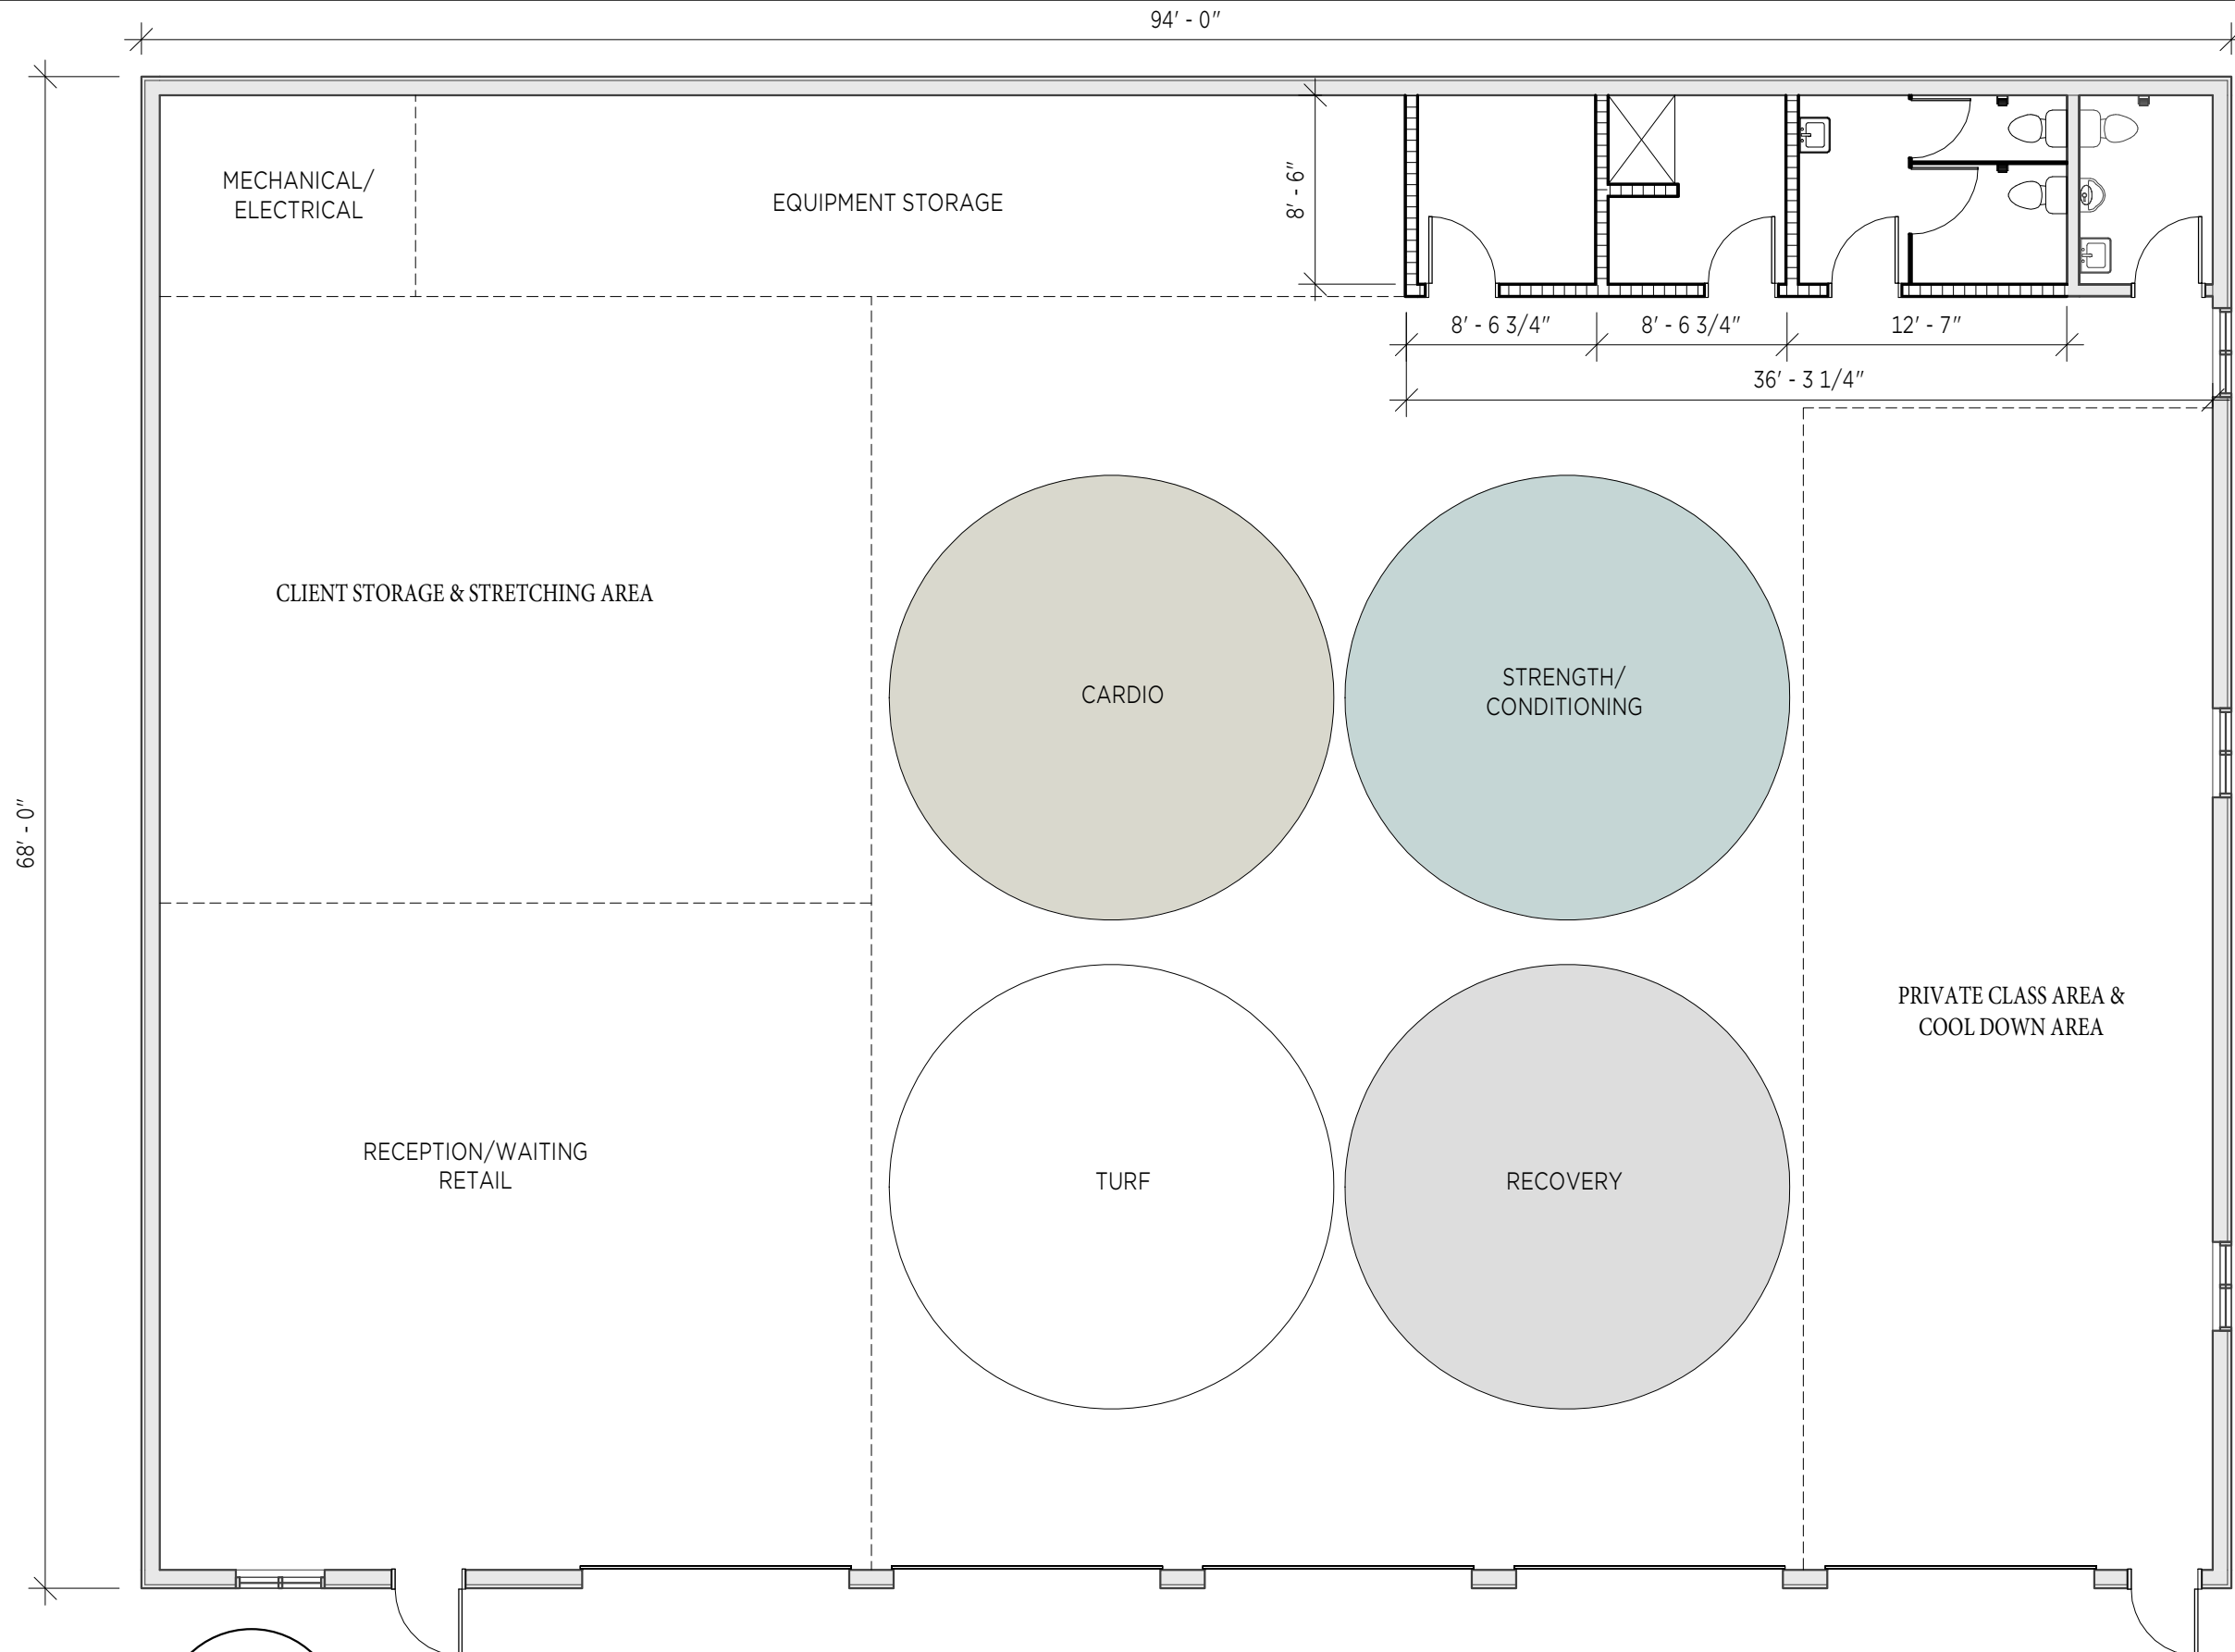 94' - 0"
MECHANICAL/
ELECTRICAL
EQUIPMENT STORAGE
8' - 6"
8' - 6 3/4"
8' - 6 3/4"
12' - 7"
36' - 3 1/4"
CLIENT STORAGE & STRETCHING AREA
CARDIO
STRENGTH/
CONDITIONING
68' - 0"
PRIVATE CLASS AREA &
COOL DOWN AREA
RECEPTION/WAITING
RETAIL
TURF
RECOVERY